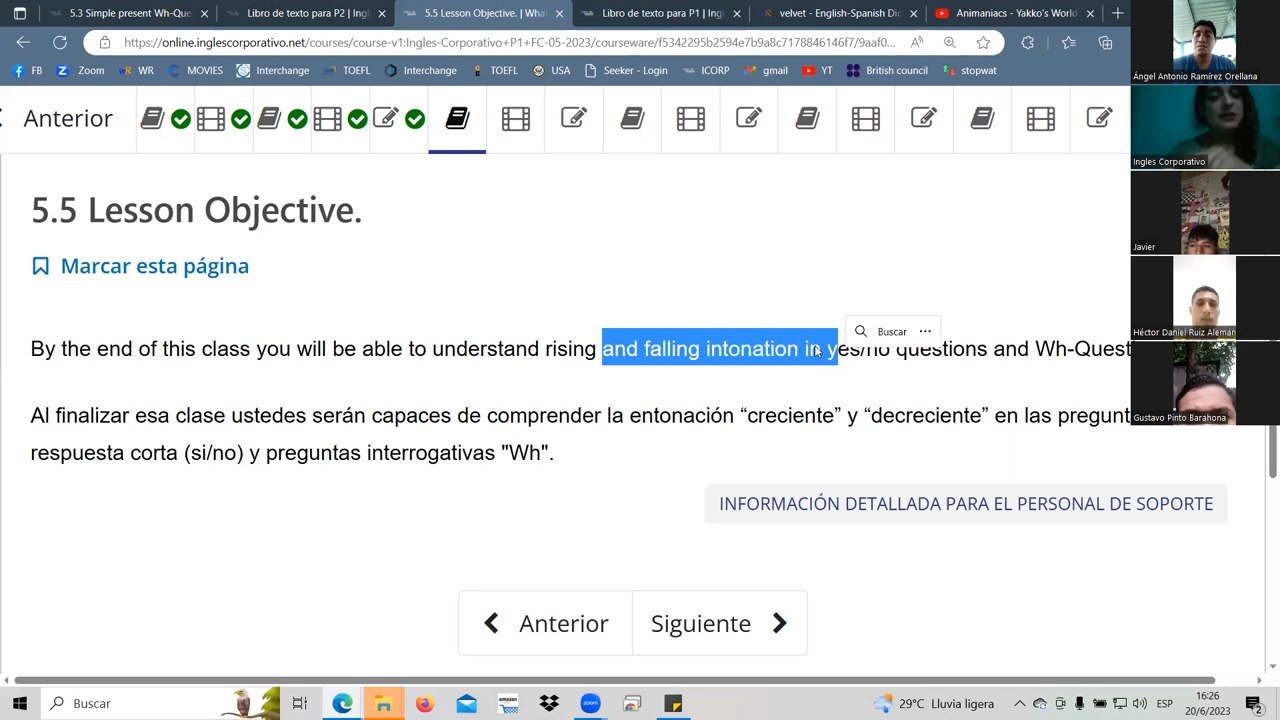 5.3 Simple present Wh-Que
Libro de texto para P2 | Ingl
5.5 Lesson Objective. | Wha
Libro de texto para P1 | Ingl
velvet - English-Spanish Dic
Animaniacs - Yakko's World
https://online.inglescorporativo.net/courses/course-v1:Ingles-Corporativo+P1+FC-05-2023/courseware/f5342295b2594e7b9a8c7178846146f7/9aaf0...
FB
Zoom
WR
MOVIES
Interchange
TOEFL
Interchange
TOEFL
USA
Seeker - Login
ICORP
gmail
YT
British council
stopwat
Anterior
5.5 Lesson Objective.
Marcar esta página
Buscar ...
By the end of this class you will be able to understand rising and falling intonation in yes/no questions and Wh-Quest
Al finalizar esa clase ustedes serán capaces de comprender la entonación “creciente” y “decreciente” en las pregunt
respuesta corta (si/no) y preguntas interrogativas "Wh".
INFORMACIÓN DETALLADA PARA EL PERSONAL DE SOPORTE
Anterior
Siguiente
Ángel Antonio Ramírez Orellana
Ingles Corporativo
Javier
Héctor Daniel Ruiz Alemán
Gustavo Pinto Barahona
Buscar
amazon
zoom
29°C Lluvia ligera
ESP
16:26
20/6/2023
2